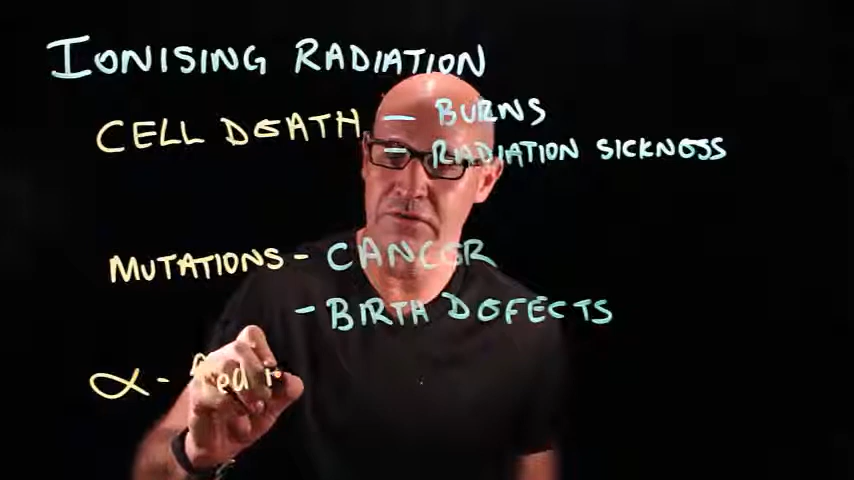 IONISING RADIATION
CELL DEATH - BURNS
- RADIATION SICKNESS
MUTATIONS - CANCER
- BIRTH DEFECTS
α -